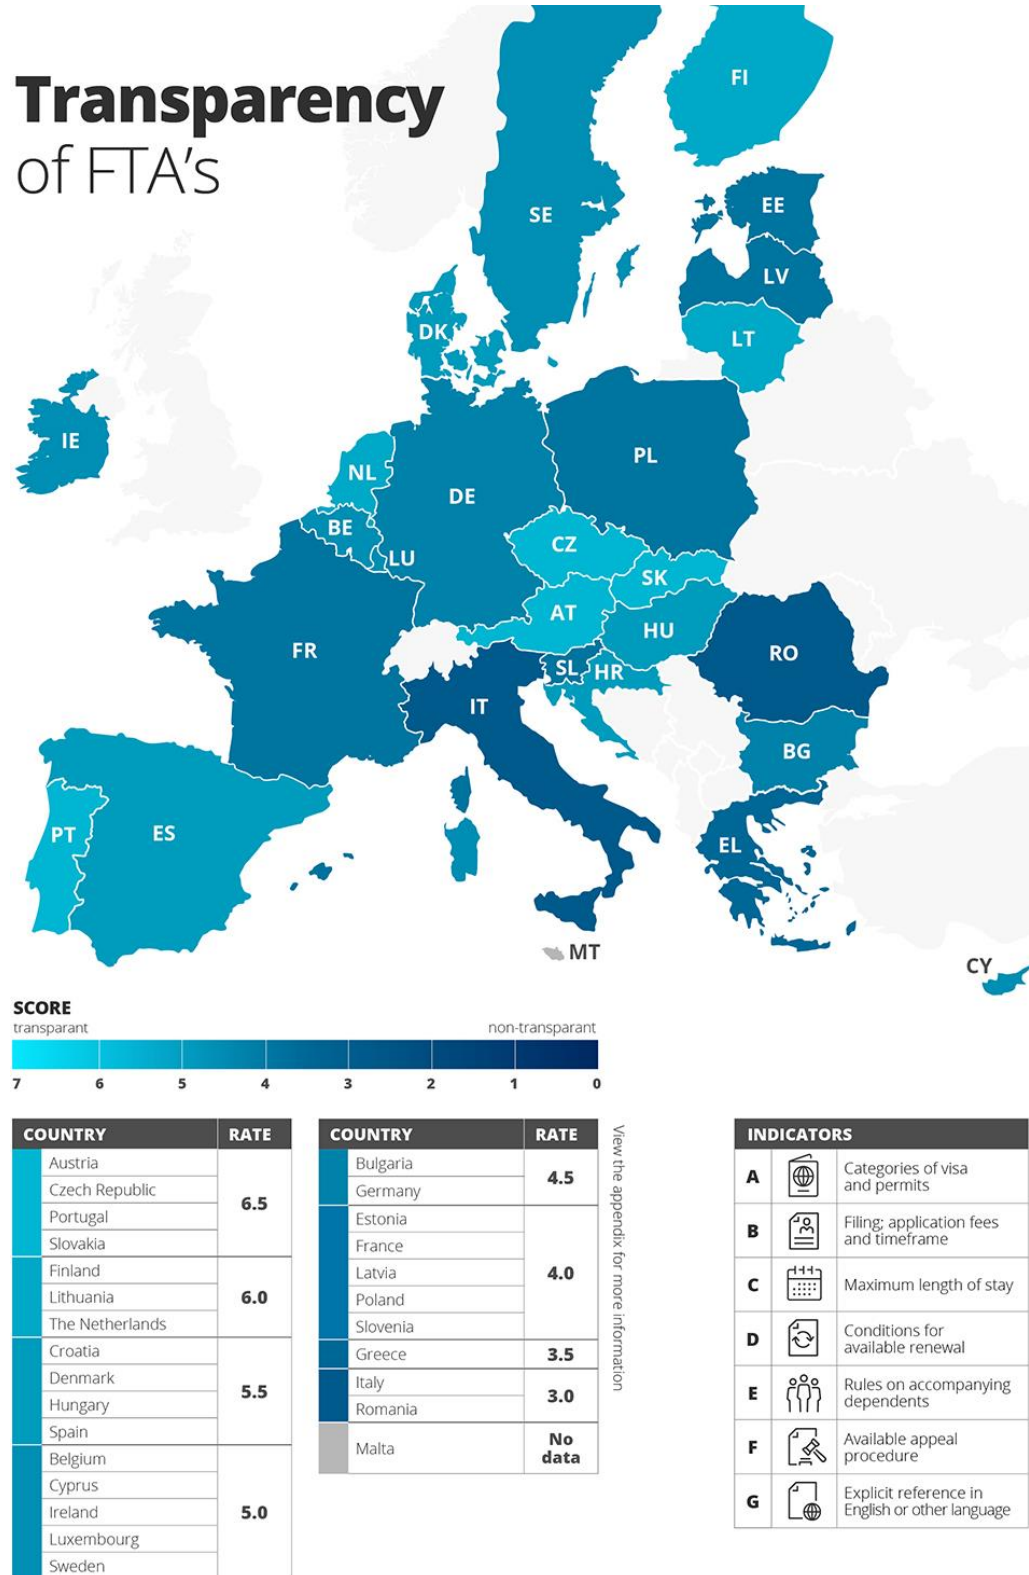 Transparency
of FTA's
FI
SE
EE
LV
LT
DK
IE
NL
PL
DE
BE
LU
CZ
SK
AT
HU
FR
RO
SL
HR
IT
BG
PT
ES
EL
MT
CY
SCORE
transparant
non-transparant
7 6 5 4 3 2 1 0
COUNTRY RATE
Austria
Czech Republic
Portugal
Slovakia
6.5
Finland
Lithuania
The Netherlands
6.0
Croatia
Denmark
Hungary
Spain
5.5
Belgium
Cyprus
Ireland
Luxembourg
Sweden
5.0
COUNTRY RATE
Bulgaria
Germany
4.5
Estonia
France
Latvia
Poland
Slovenia
4.0
Greece
3.5
Italy
Romania
3.0
Malta
No
data
View the appendix for more information
INDICATORS
A
Categories of visa
and permits
B
Filing; application fees
and timeframe
C
Maximum length of stay
D
Conditions for
available renewal
E
Rules on accompanying
dependents
F
Available appeal
procedure
G
Explicit reference in
English or other language